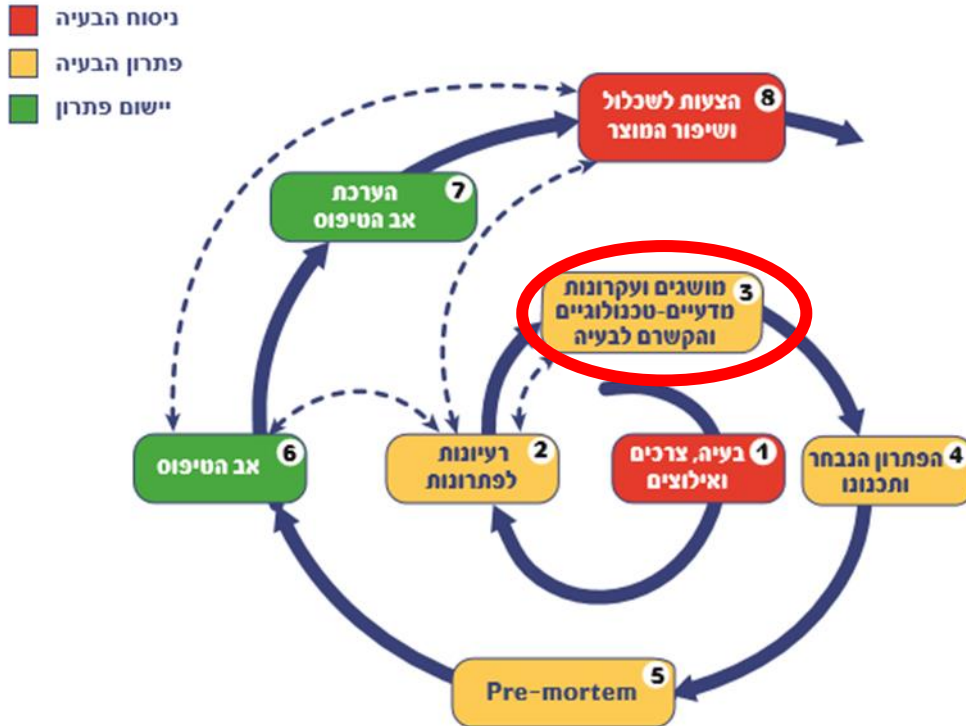 ניסוח הבעיה
פתרון הבעיה
יישום פתרון
8
הצעות לשכלול
ושיפור המוצר
7
הערכת
אב הטיפוס
3
מושגים ועקרונות
מדעיים-טכנולוגיים
והקשרם לבעיה
6
אב הטיפוס
2
רעיונות
לפתרונות
1
בעיה, צרכים
ואילוצים
4
הפתרון הנבחר
ותכנונו
5
Pre-mortem